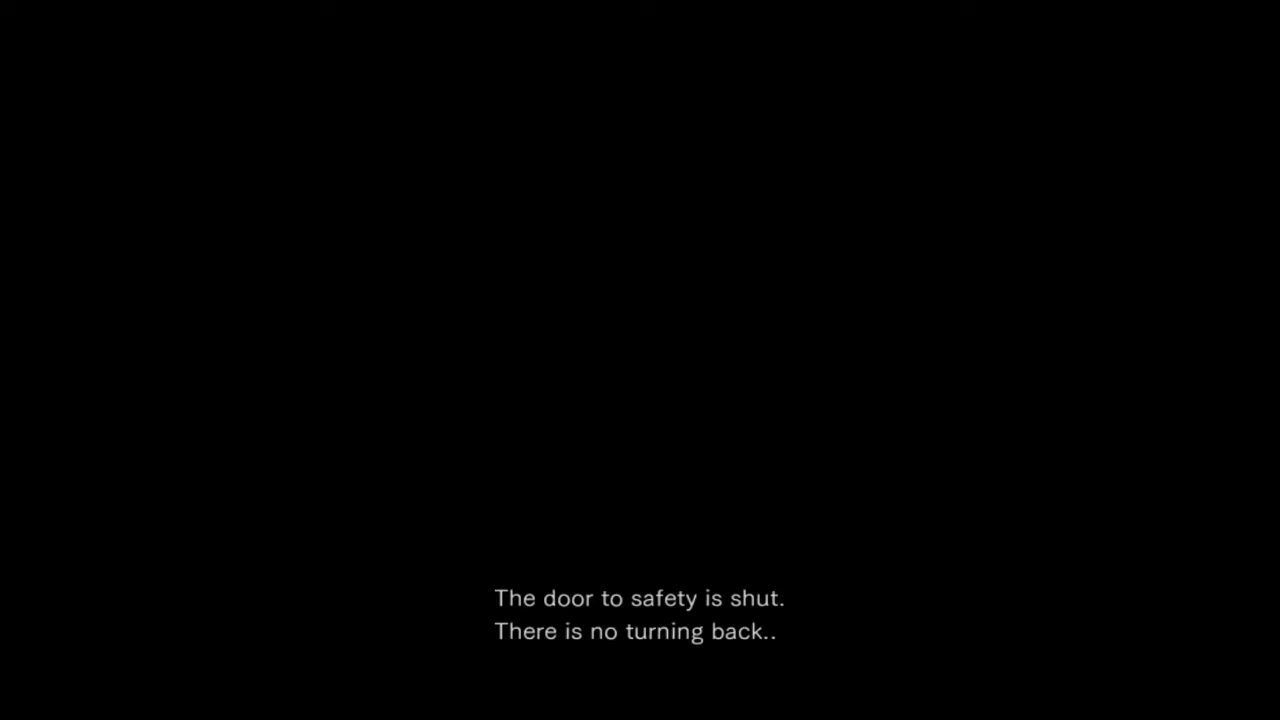 The door to safety is shut.
There is no turning back..